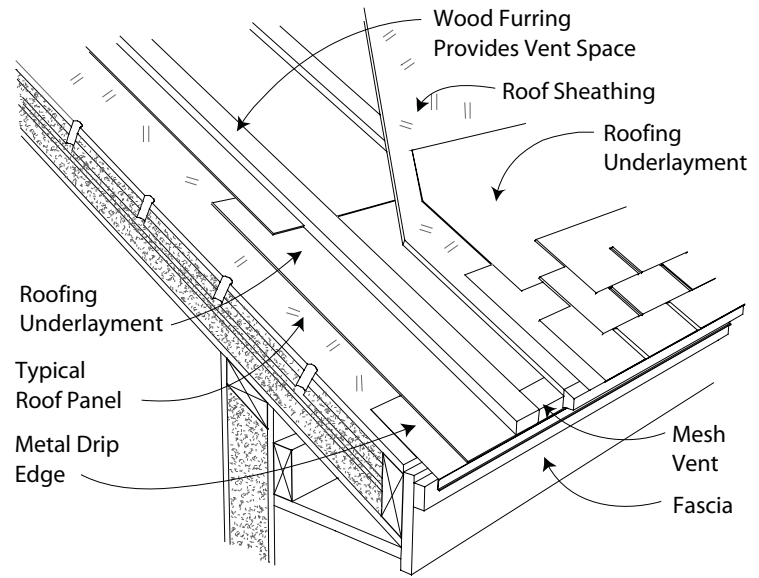 Wood Furring
Provides Vent Space
Roof Sheathing
Roofing
Underlayment
Roofing
Underlayment
Typical
Roof Panel
Metal Drip
Edge
Mesh
Vent
Fascia